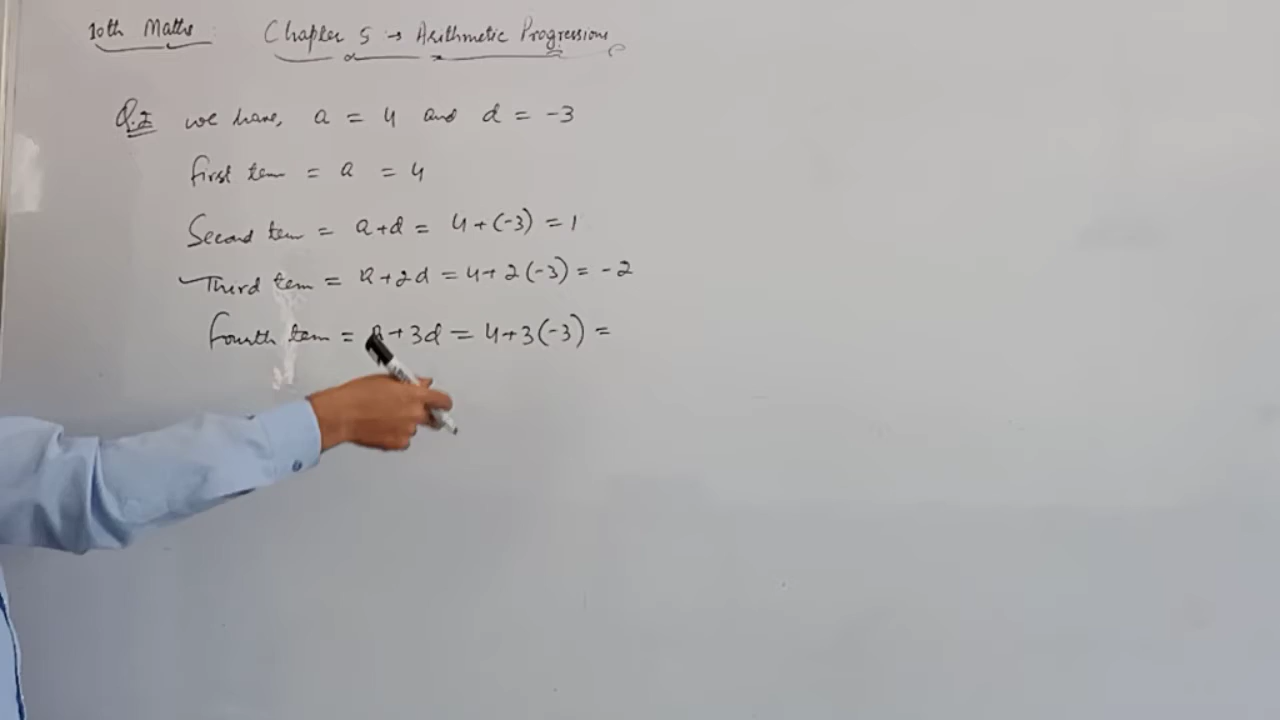 10th Maths Chapter 5 → Arithmetic Progressions
Q.2 we have, a = 4 and d = -3
First term = a = 4
Second term = a+d = 4+(-3) = 1
Third term = a+2d = 4+2(-3) = -2
Fourth term = a+3d = 4+3(-3) =